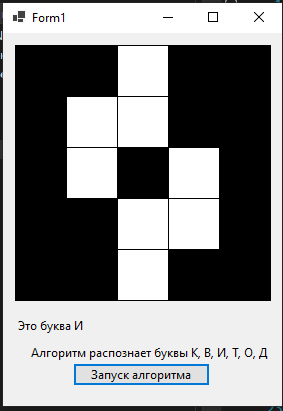 Form1
Это буква И
Алгоритм распознает буквы К, В, И, Т, О, Д
Запуск алгоритма